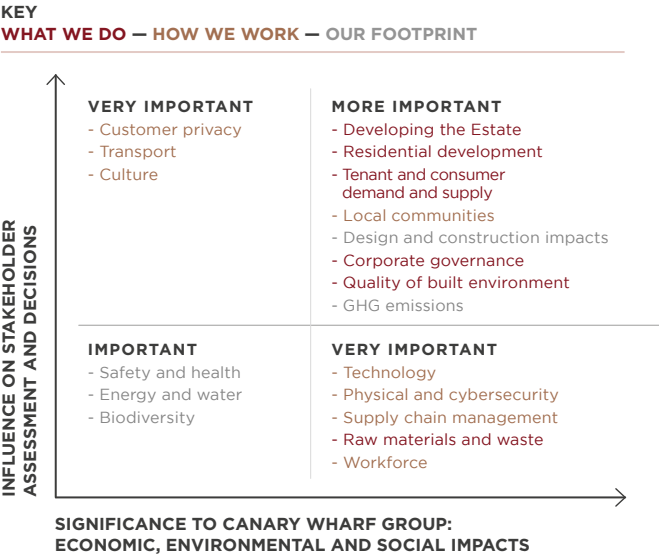 KEY
WHAT WE DO — HOW WE WORK — OUR FOOTPRINT
INFLUENCE ON STAKEHOLDER
ASSESSMENT AND DECISIONS
VERY IMPORTANT
- Customer privacy
- Transport
- Culture
MORE IMPORTANT
- Developing the Estate
- Residential development
- Tenant and consumer
demand and supply
- Local communities
- Design and construction impacts
- Corporate governance
- Quality of built environment
- GHG emissions
IMPORTANT
- Safety and health
- Energy and water
- Biodiversity
VERY IMPORTANT
- Technology
- Physical and cybersecurity
- Supply chain management
- Raw materials and waste
- Workforce
SIGNIFICANCE TO CANARY WHARF GROUP:
ECONOMIC, ENVIRONMENTAL AND SOCIAL IMPACTS